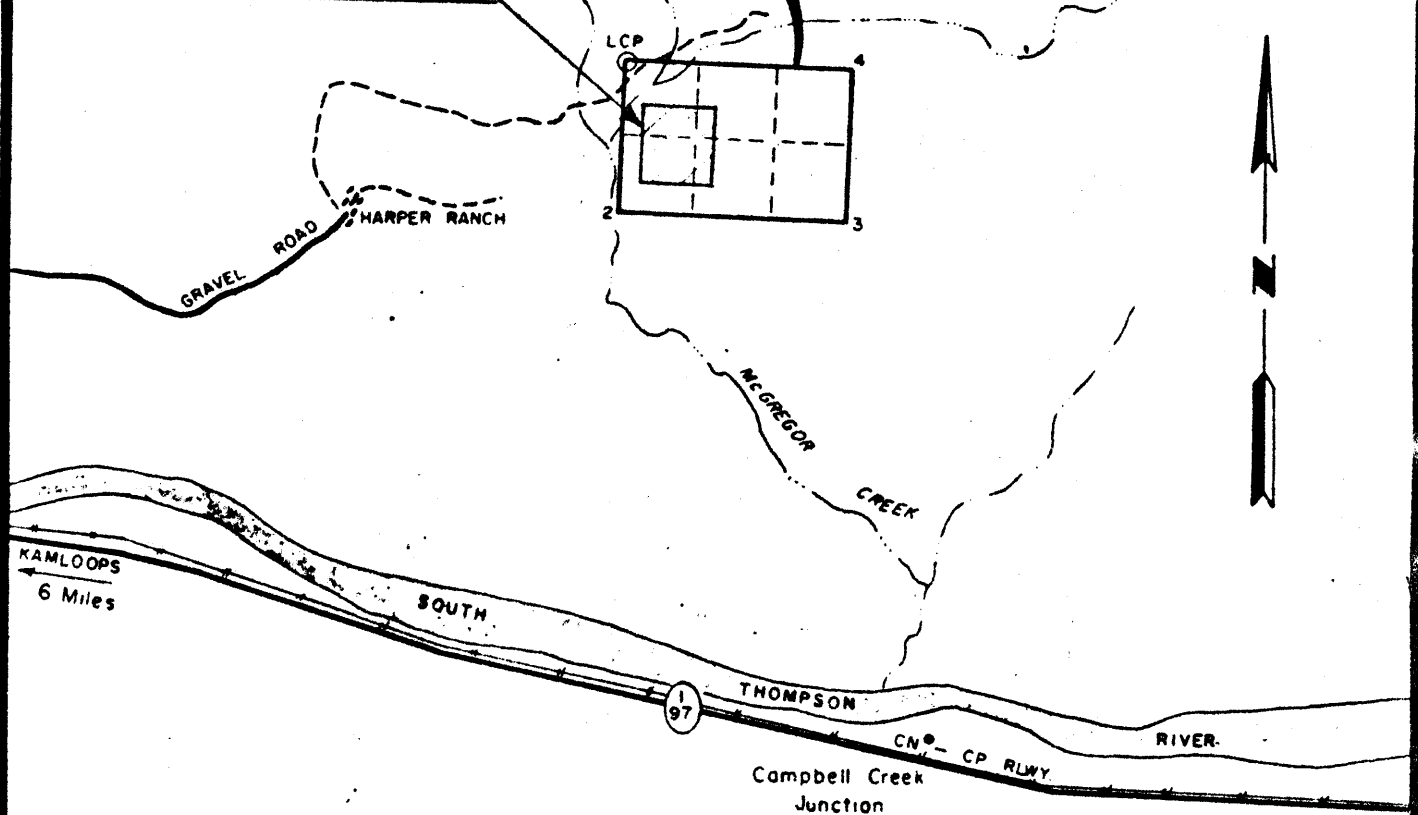 LCP
4
2
3
HARPER RANCH
GRAVEL ROAD
N
McGREGOR CREEK
KAMLOOPS
6 Miles
SOUTH THOMPSON RIVER
1
97
CN - CP RLWY
Campbell Creek
Junction